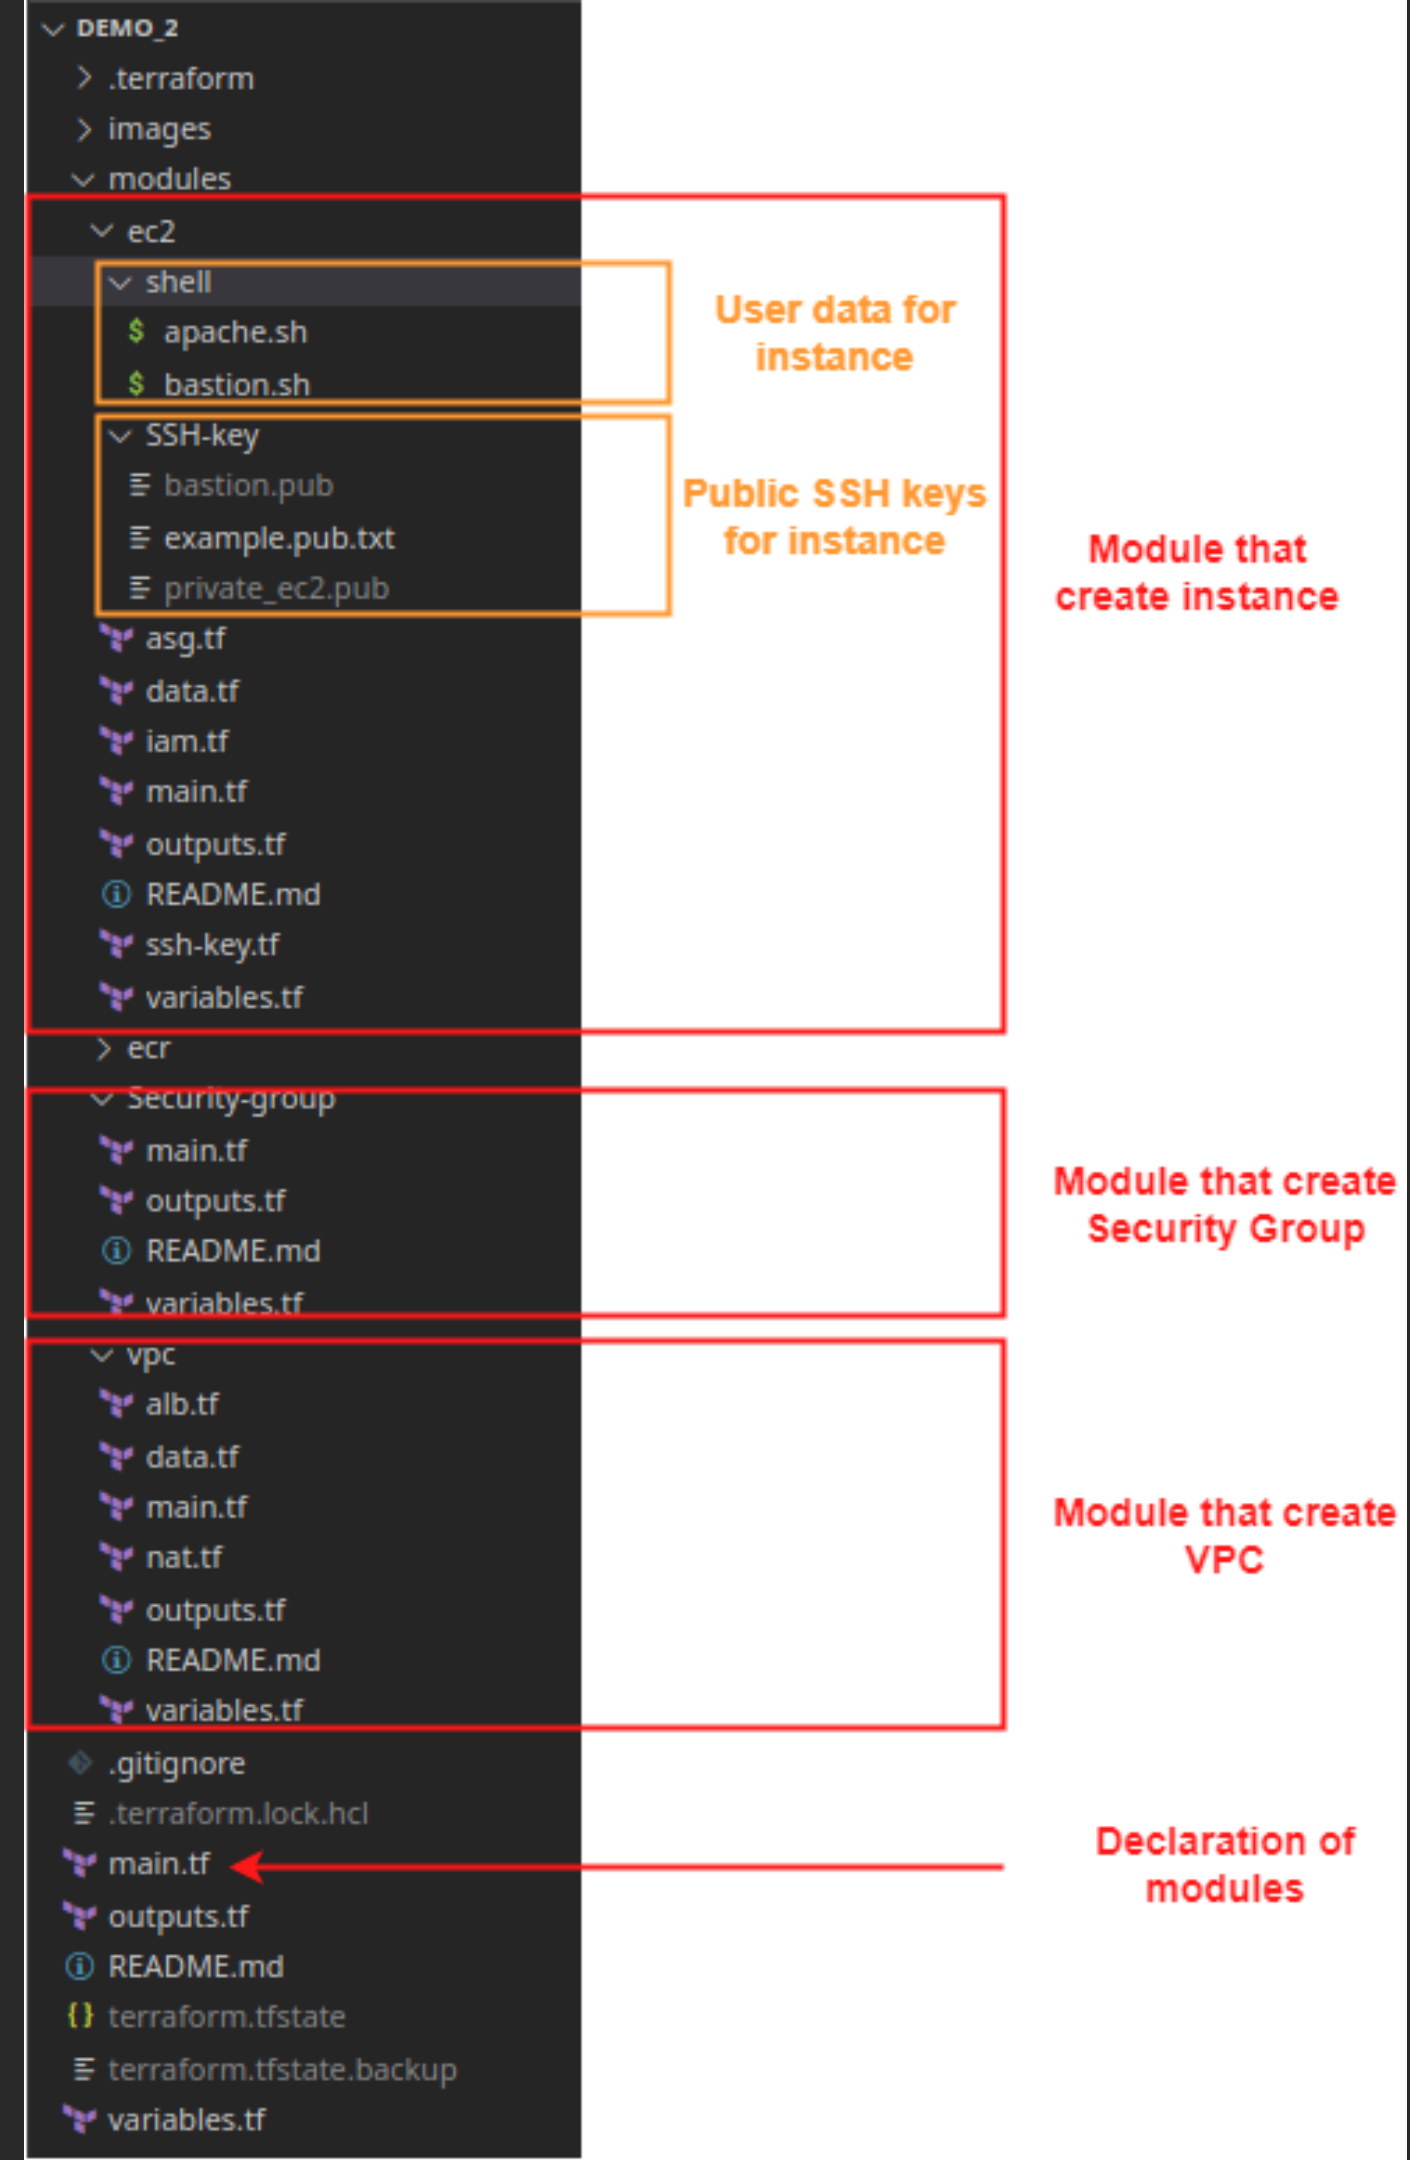 DEMO_2
.terraform
images
modules
ec2
shell
apache.sh
bastion.sh
User data for
instance
SSH-key
bastion.pub
example.pub.txt
private_ec2.pub
Public SSH keys
for instance
Module that
create instance
asg.tf
data.tf
iam.tf
main.tf
outputs.tf
README.md
ssh-key.tf
variables.tf
ecr
Security-group
main.tf
outputs.tf
README.md
variables.tf
Module that create
Security Group
vpc
alb.tf
data.tf
main.tf
nat.tf
outputs.tf
README.md
variables.tf
Module that create
VPC
.gitignore
.terraform.lock.hcl
main.tf
Declaration of
modules
outputs.tf
README.md
terraform.tfstate
terraform.tfstate.backup
variables.tf